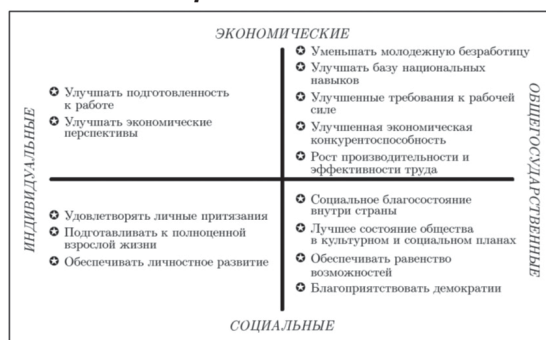 ЭКОНОМИЧЕСКИЕ
ИНДИВИДУАЛЬНЫЕ
✪ Улучшать подготовленность
к работе
✪ Улучшать экономические
перспективы
✪ Уменьшать молодежную безработицу
✪ Улучшать базу национальных
навыков
✪ Улучшенные требования к рабочей
силе
✪ Улучшенная экономическая
конкурентоспособность
✪ Рост производительности и
эффективности труда
✪ Удовлетворять личные притязания
✪ Подготавливать к полноценной
взрослой жизни
✪ Обеспечивать личностное развитие
✪ Социальное благосостояние
внутри страны
✪ Лучшее состояние общества
в культурном и социальном планах
✪ Обеспечивать равенство
возможностей
✪ Благоприятствовать демократии
ОБЩЕГОСУДАРСТВЕННЫЕ
СОЦИАЛЬНЫЕ